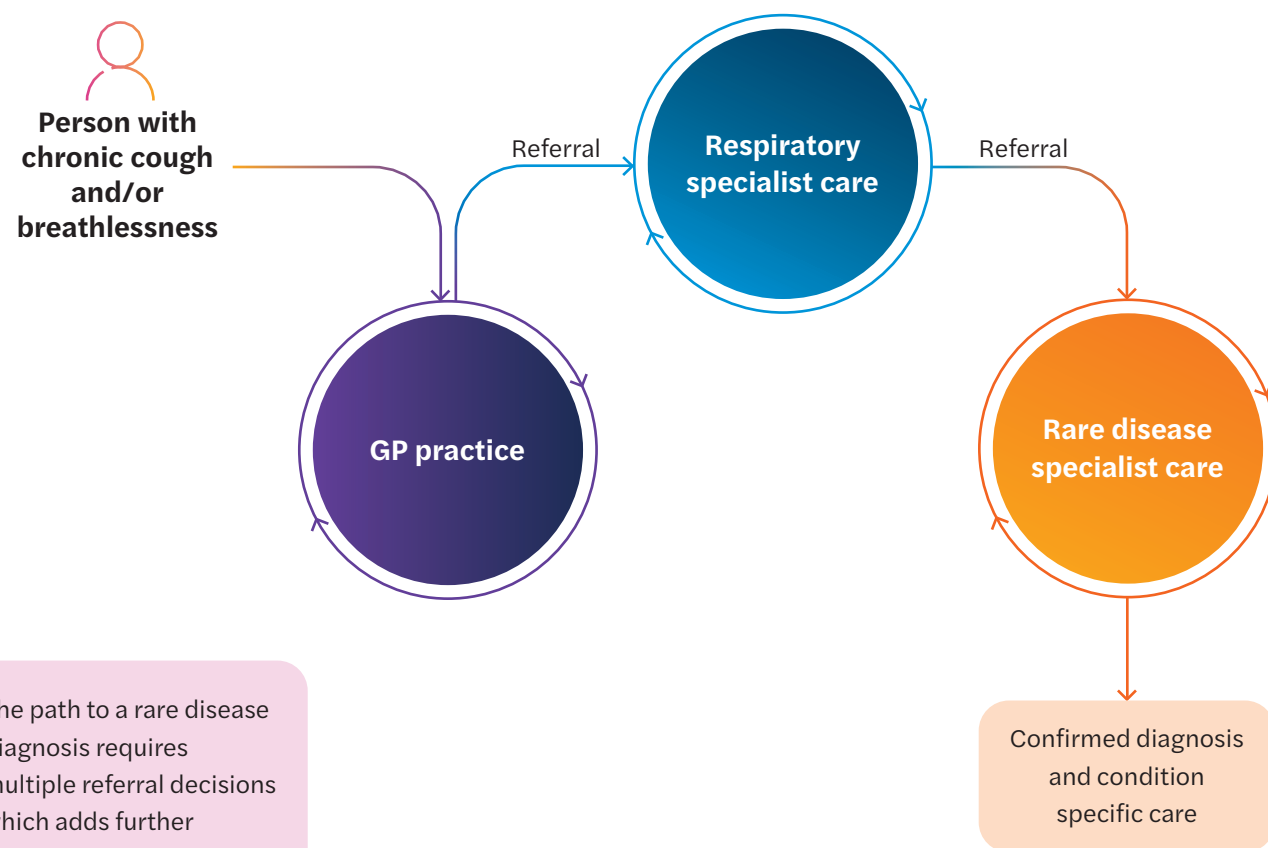 Person with
chronic cough
and/or
breathlessness
Referral
Respiratory
specialist care
Referral
GP practice
Rare disease
specialist care
path to a rare disease
requires
referral decisions
adds further
Confirmed diagnosis
and condition
specific care